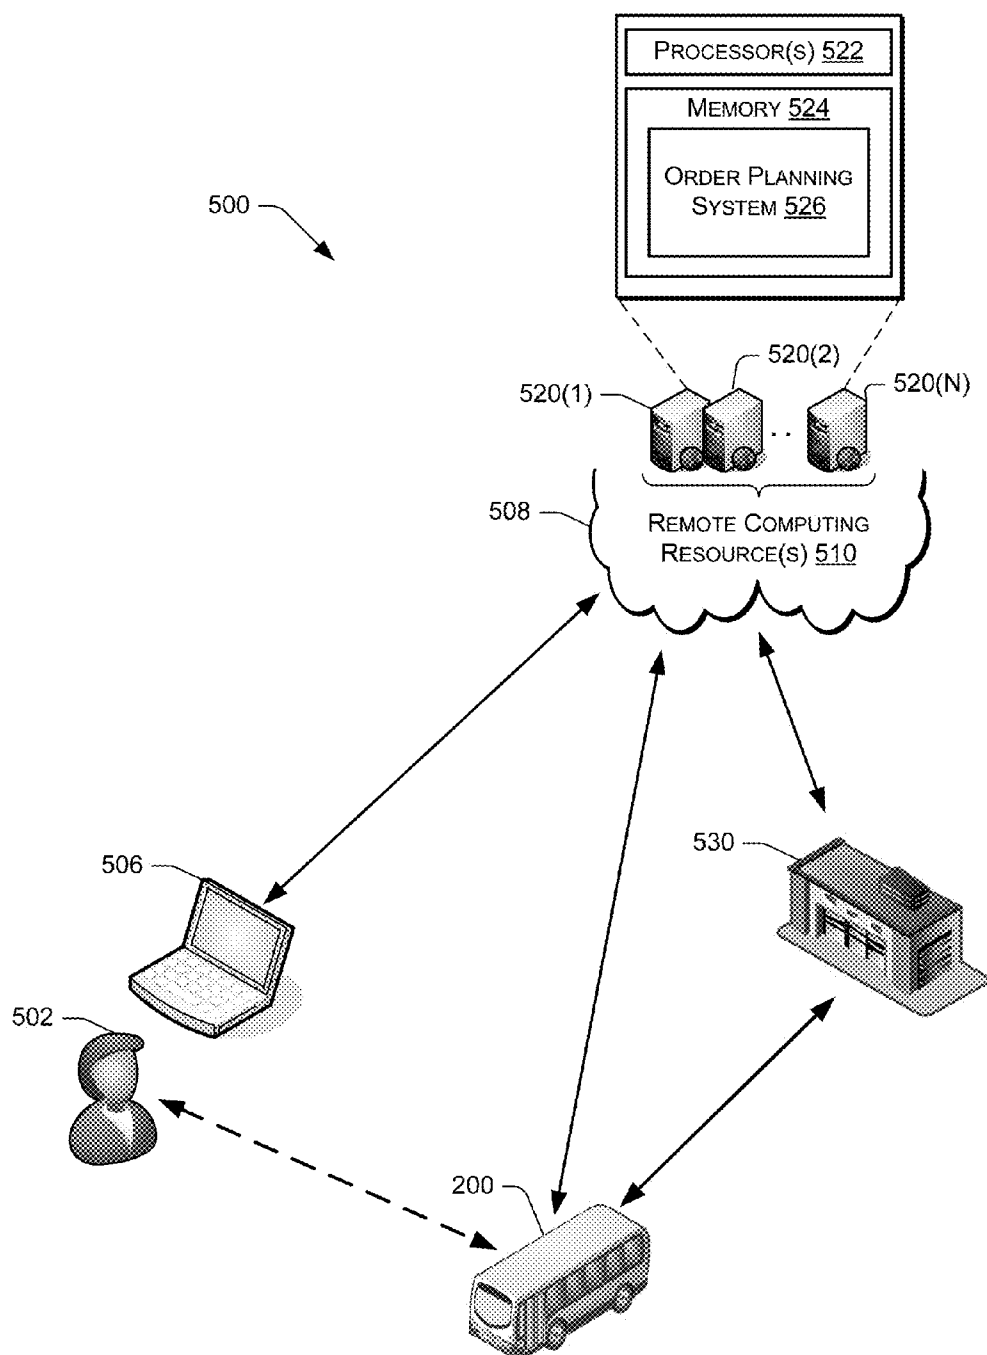 PROCESSOR(S) 522
MEMORY 524
ORDER PLANNING
SYSTEM 526
500
520(2)
520(1)
520(N)
..
508
REMOTE COMPUTING
RESOURCE(S) 510
530
506
502
200